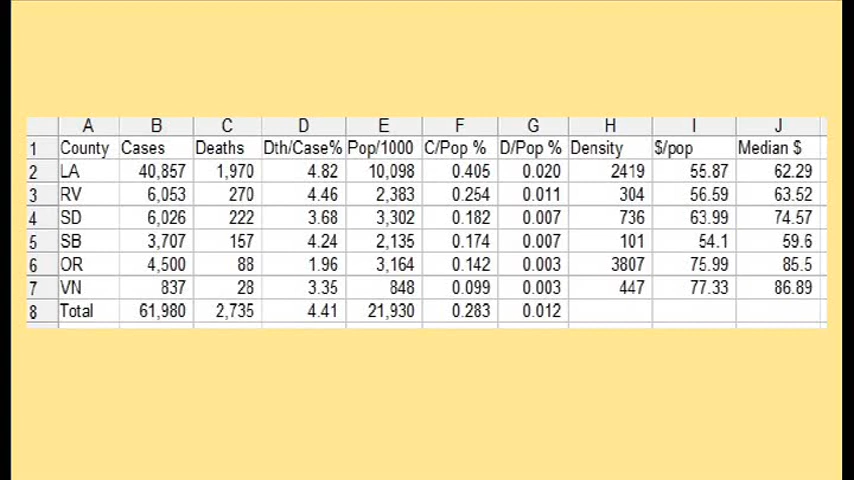 A B C D E F G H I J
1 County Cases Deaths Dth/Case% Pop/1000 C/Pop % D/Pop % Density $/pop Median $
2 LA 40,857 1,970 4.82 10,098 0.405 0.020 2419 55.87 62.29
3 RV 6,053 270 4.46 2,383 0.254 0.011 304 56.59 63.52
4 SD 6,026 222 3.68 3,302 0.182 0.007 736 63.99 74.57
5 SB 3,707 157 4.24 2,135 0.174 0.007 101 54.1 59.6
6 OR 4,500 88 1.96 3,164 0.142 0.003 3807 75.99 85.5
7 VN 837 28 3.35 848 0.099 0.003 447 77.33 86.89
8 Total 61,980 2,735 4.41 21,930 0.283 0.012